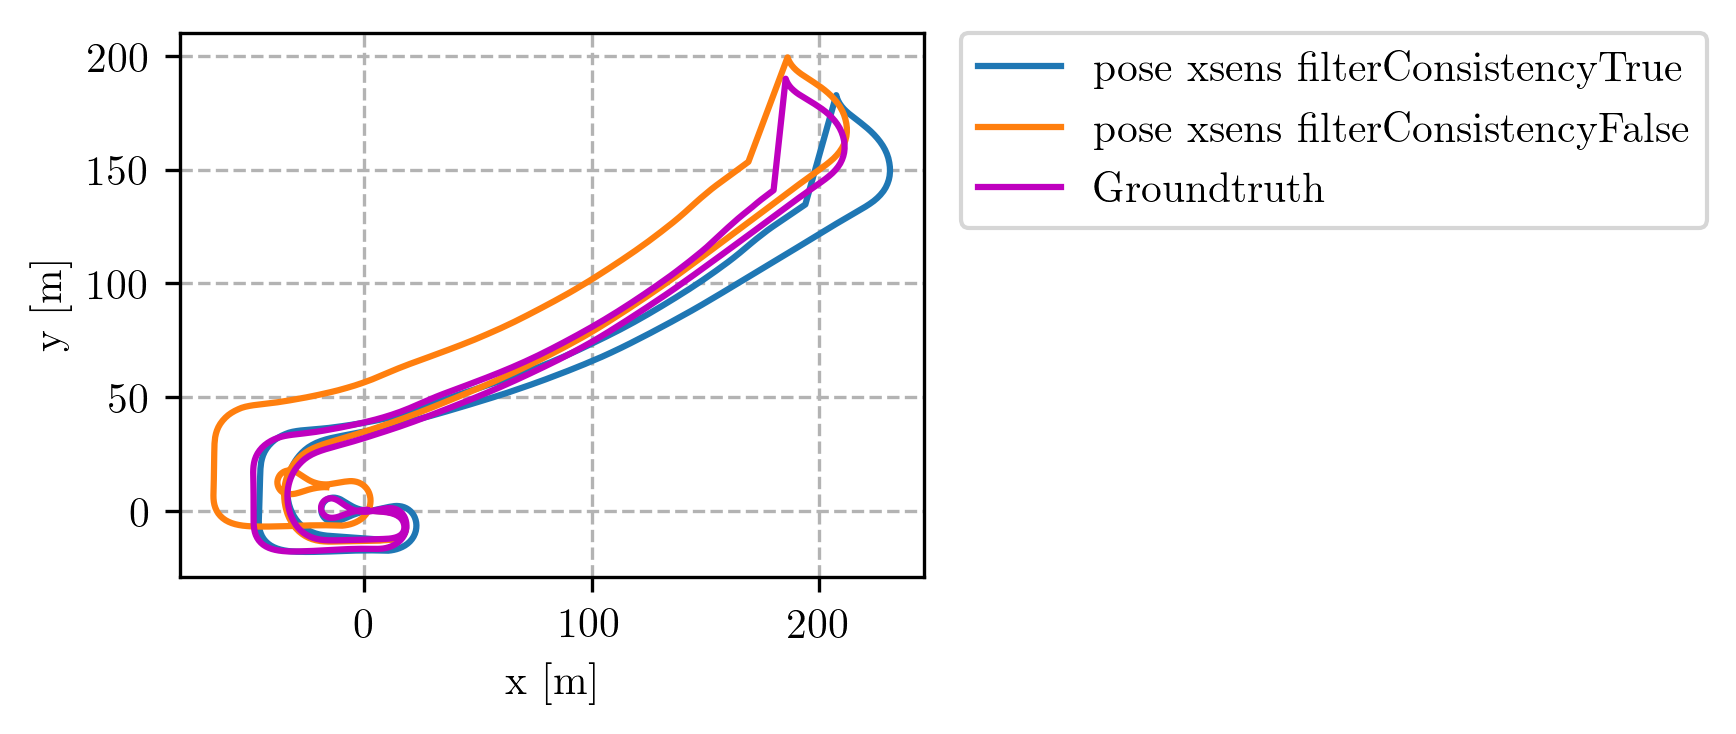 200
150
100
50
0
y [m]
0
100
200
x [m]
pose xsens filterConsistencyTrue
pose xsens filterConsistencyFalse
Groundtruth